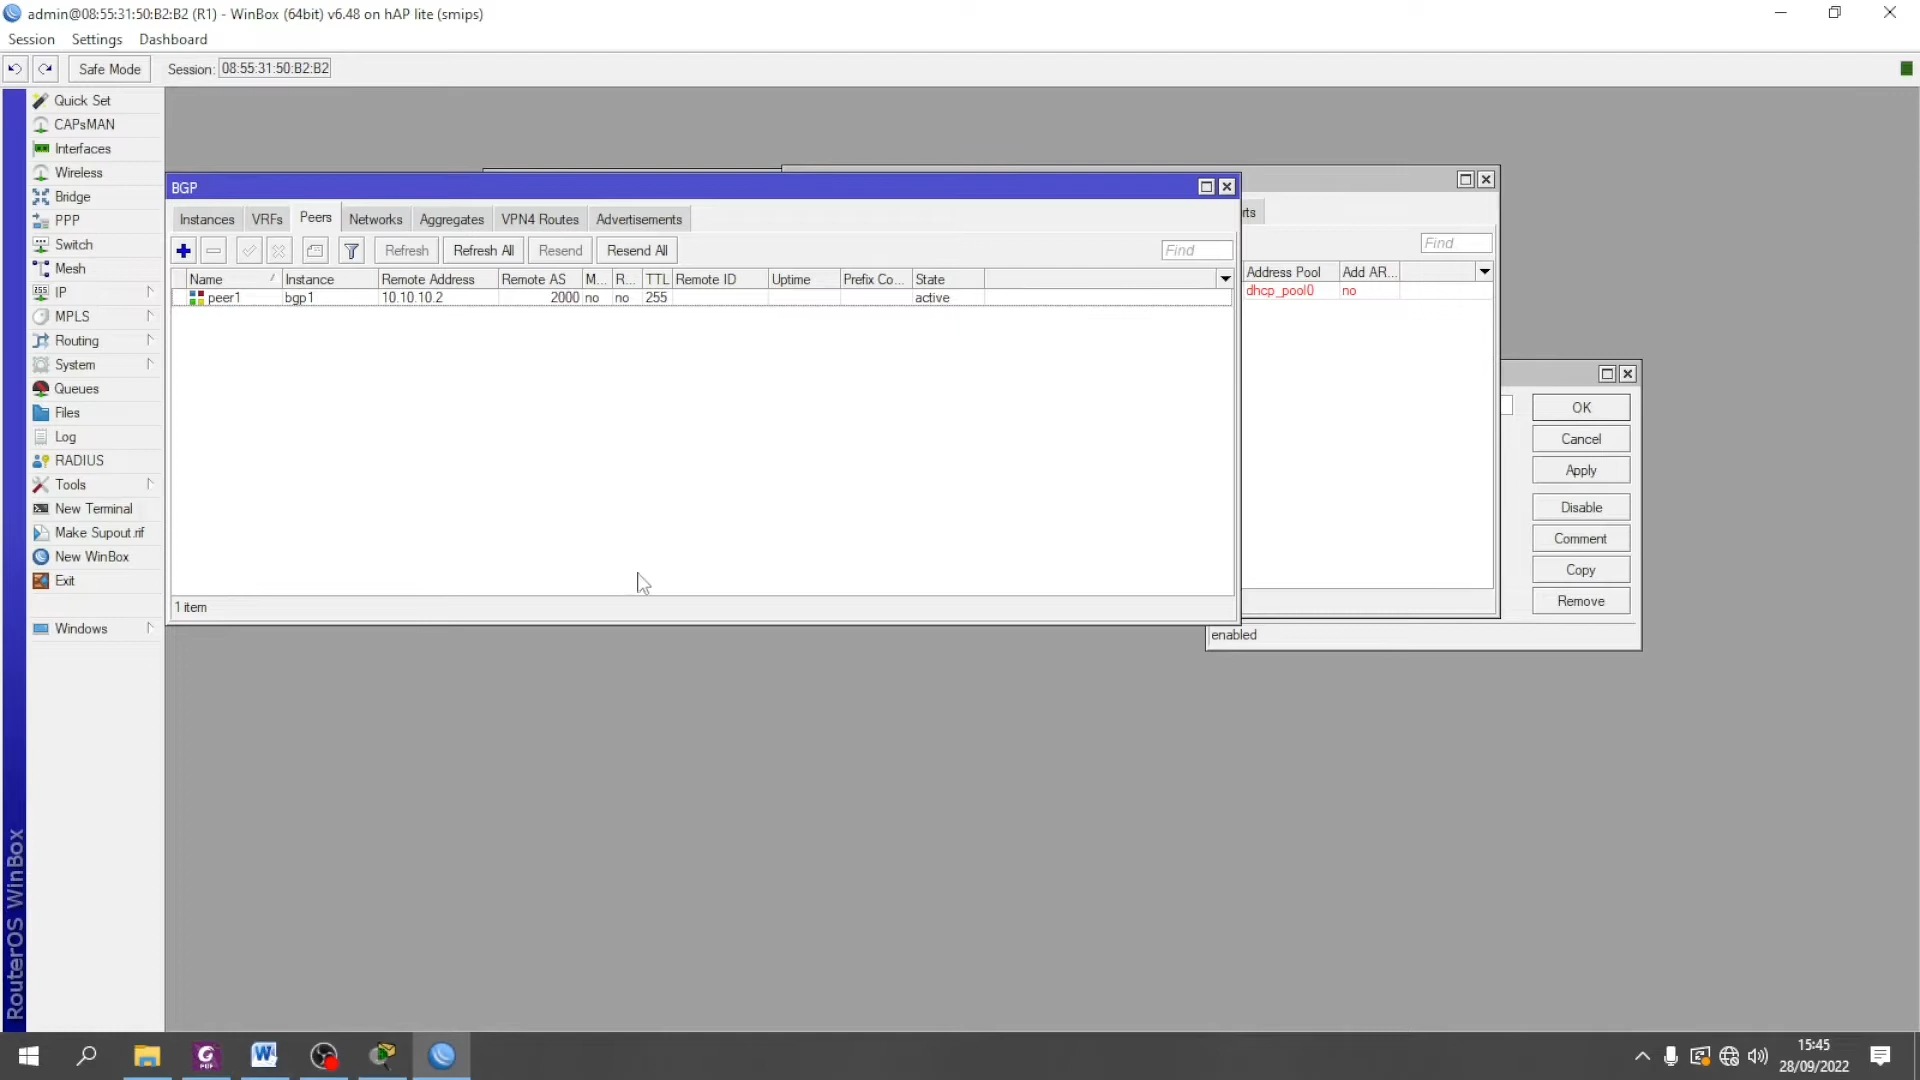 admin@08:55:31:50:B2:B2 (R1) - WinBox (64bit) v6.48 on hAP lite (smips)
Session Settings Dashboard
Safe Mode Session: 08:55:31:50:B2:B2
Quick Set
CAPsMAN
Interfaces
Wireless
Bridge
PPP
Switch
Mesh
IP
MPLS
Routing
System
Queues
Files
Log
RADIUS
Tools
New Terminal
Make Supout.rif
New WinBox
Exit
Windows
RouterOS WinBox
BGP
Instances VRFs Peers Networks Aggregates VPN4 Routes Advertisements
Refresh Refresh All Resend Resend All Find
Name Instance Remote Address Remote AS M... R... TTL Remote ID Uptime Prefix Co... State
peer1 bgp1 10.10.10.2 2000 no no 255 active
1 item
rts
Find
Address Pool Add AR...
dhcp_pool0 no
OK
Cancel
Apply
Disable
Comment
Copy
Remove
enabled
15:45
28/09/2022